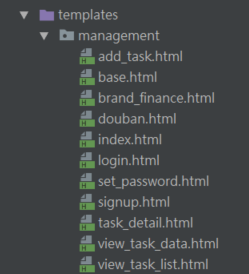 templates
management
add_task.html
base.html
brand_finance.html
douban.html
index.html
login.html
set_password.html
signup.html
task_detail.html
view_task_data.html
view_task_list.html